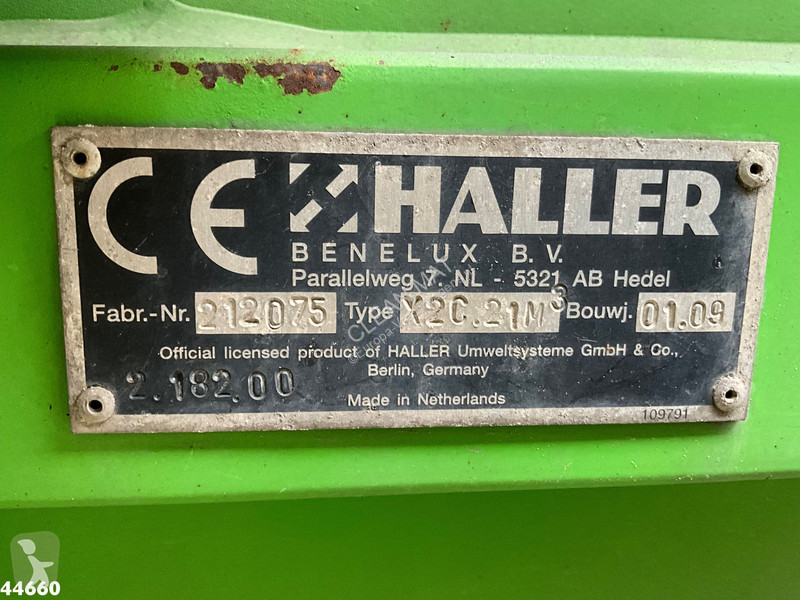 CE HALLER
BENELUX B.V.
Parallelweg 7. NL - 5321 AB Hedel
Fabr.-Nr. 212075 Type X2C.21M³ Bouwj. 01.09
Official licensed product of HALLER Umweltsysteme GmbH & Co.,
Berlin, Germany
2.182.00
Made in Netherlands
109791
44660